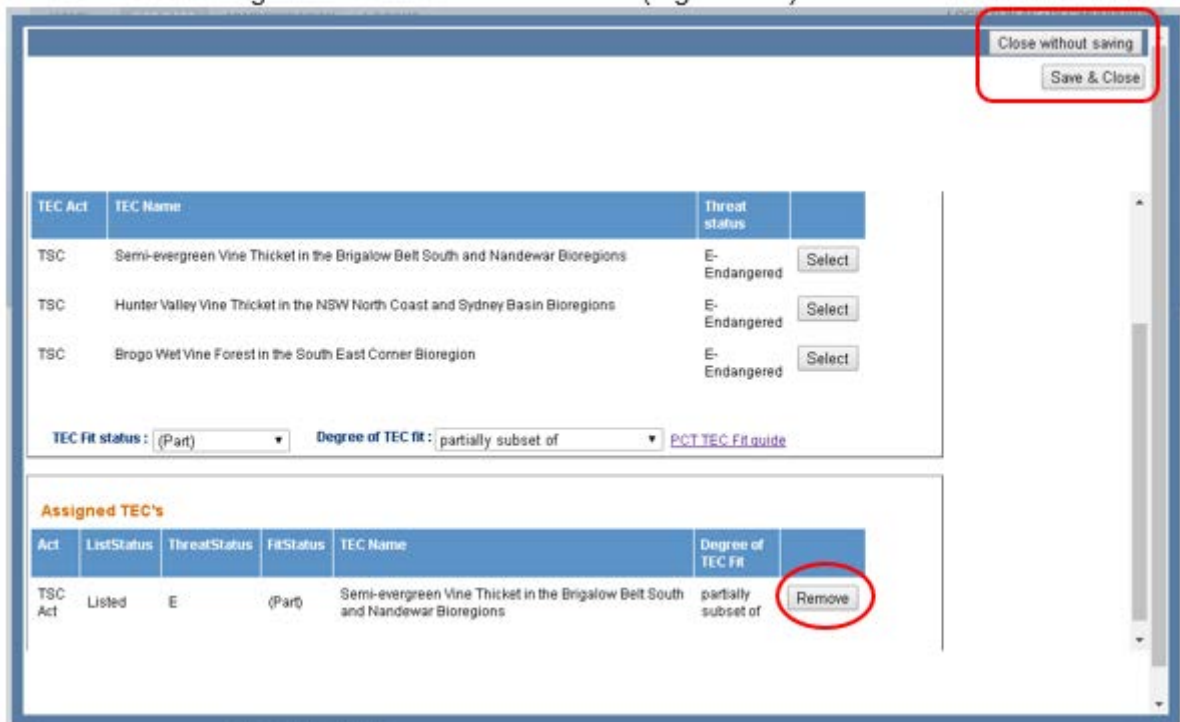 Close without saving
Save & Close
TEC Act TEC Name Threat status
TSC Semi-evergreen Vine Thicket in the Brigalow Belt South and Nandewar Bioregions E-Endangered Select
TSC Hunter Valley Vine Thicket in the NSW North Coast and Sydney Basin Bioregions E-Endangered Select
TSC Brogo Wet Vine Forest in the South East Corner Bioregion E-Endangered Select
TEC Fit status : (Part) Degree of TEC fit : partially subset of PCT TEC Fit guide
Assigned TEC's
Act ListStatus ThreatStatus FitStatus TEC Name Degree of TEC Fit
TSC Act Listed E (Part) Semi-evergreen Vine Thicket in the Brigalow Belt South and Nandewar Bioregions partially subset of Remove